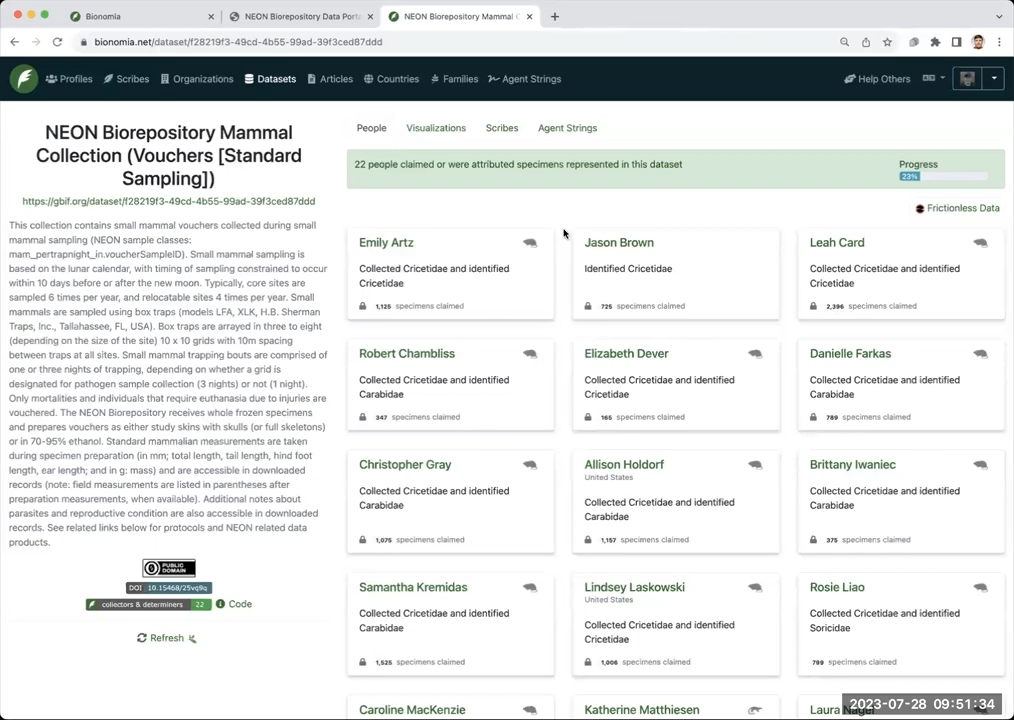 Bionomia
NEON Biorepository Data Porta
NEON Biorepository Mammal C
bionomia.net/dataset/f28219f3-49cd-4b55-99ad-39f3ced87ddd
Profiles
Scribes
Organizations
Datasets
Articles
Countries
Families
Agent Strings
Help Others
NEON Biorepository Mammal
Collection (Vouchers [Standard
Sampling])
https://gbif.org/dataset/f28219f3-49cd-4b55-99ad-39f3ced87ddd
This collection contains small mammal vouchers collected during small
mammal sampling (NEON sample classes:
mam_pertrapnight_in.voucherSampleID). Small mammal sampling is
based on the lunar calendar, with timing of sampling constrained to occur
within 10 days before or after the new moon. Typically, core sites are
sampled 6 times per year, and relocatable sites 4 times per year. Small
mammals are sampled using box traps (models LFA, XLK, H.B. Sherman
Traps, Inc., Tallahassee, FL, USA). Box traps are arrayed in three to eight
(depending on the size of the site) 10 x 10 grids with 10m spacing
between traps at all sites. Small mammal trapping bouts are comprised of
one or three nights of trapping, depending on whether a grid is
designated for pathogen sample collection (3 nights) or not (1 night).
Only mortalities and individuals that require euthanasia due to injuries are
vouchered. The NEON Biorepository receives whole frozen specimens
and prepares vouchers as either study skins with skulls (or full skeletons)
or in 70-95% ethanol. Standard mammalian measurements are taken
during specimen preparation (in mm; total length, tail length, hind foot
length, ear length; and in g: mass) and are accessible in downloaded
records (note: field measurements are listed in parentheses after
preparation measurements, when available). Additional notes about
parasites and reproductive condition are also accessible in downloaded
records. See related links below for protocols and NEON related data
products.
PUBLIC
DOMAIN
DOI 10.15468/25vq9q
collectors & determiners 22
Code
Refresh
People
Visualizations
Scribes
Agent Strings
22 people claimed or were attributed specimens represented in this dataset
Progress
23%
Frictionless Data
Emily Artz
Collected Cricetidae and identified
Cricetidae
1,125 specimens claimed
Jason Brown
Identified Cricetidae
725 specimens claimed
Leah Card
Collected Cricetidae and identified
Cricetidae
2,396 specimens claimed
Robert Chambliss
Collected Cricetidae and identified
Carabidae
347 specimens claimed
Elizabeth Dever
Collected Cricetidae and identified
Cricetidae
165 specimens claimed
Danielle Farkas
Collected Cricetidae and identified
Carabidae
789 specimens claimed
Christopher Gray
Collected Cricetidae and identified
Carabidae
1,075 specimens claimed
Allison Holdorf
United States
Collected Cricetidae and identified
Carabidae
1,157 specimens claimed
Brittany Iwaniec
Collected Cricetidae and identified
Carabidae
375 specimens claimed
Samantha Kremidas
Collected Cricetidae and identified
Carabidae
1,525 specimens claimed
Lindsey Laskowski
United States
Collected Cricetidae and identified
Cricetidae
1,006 specimens claimed
Rosie Liao
Collected Cricetidae and identified
Soricidae
789 specimens claimed
Caroline MacKenzie
Katherine Matthiesen
Laura
2023-07-28 09:51:34